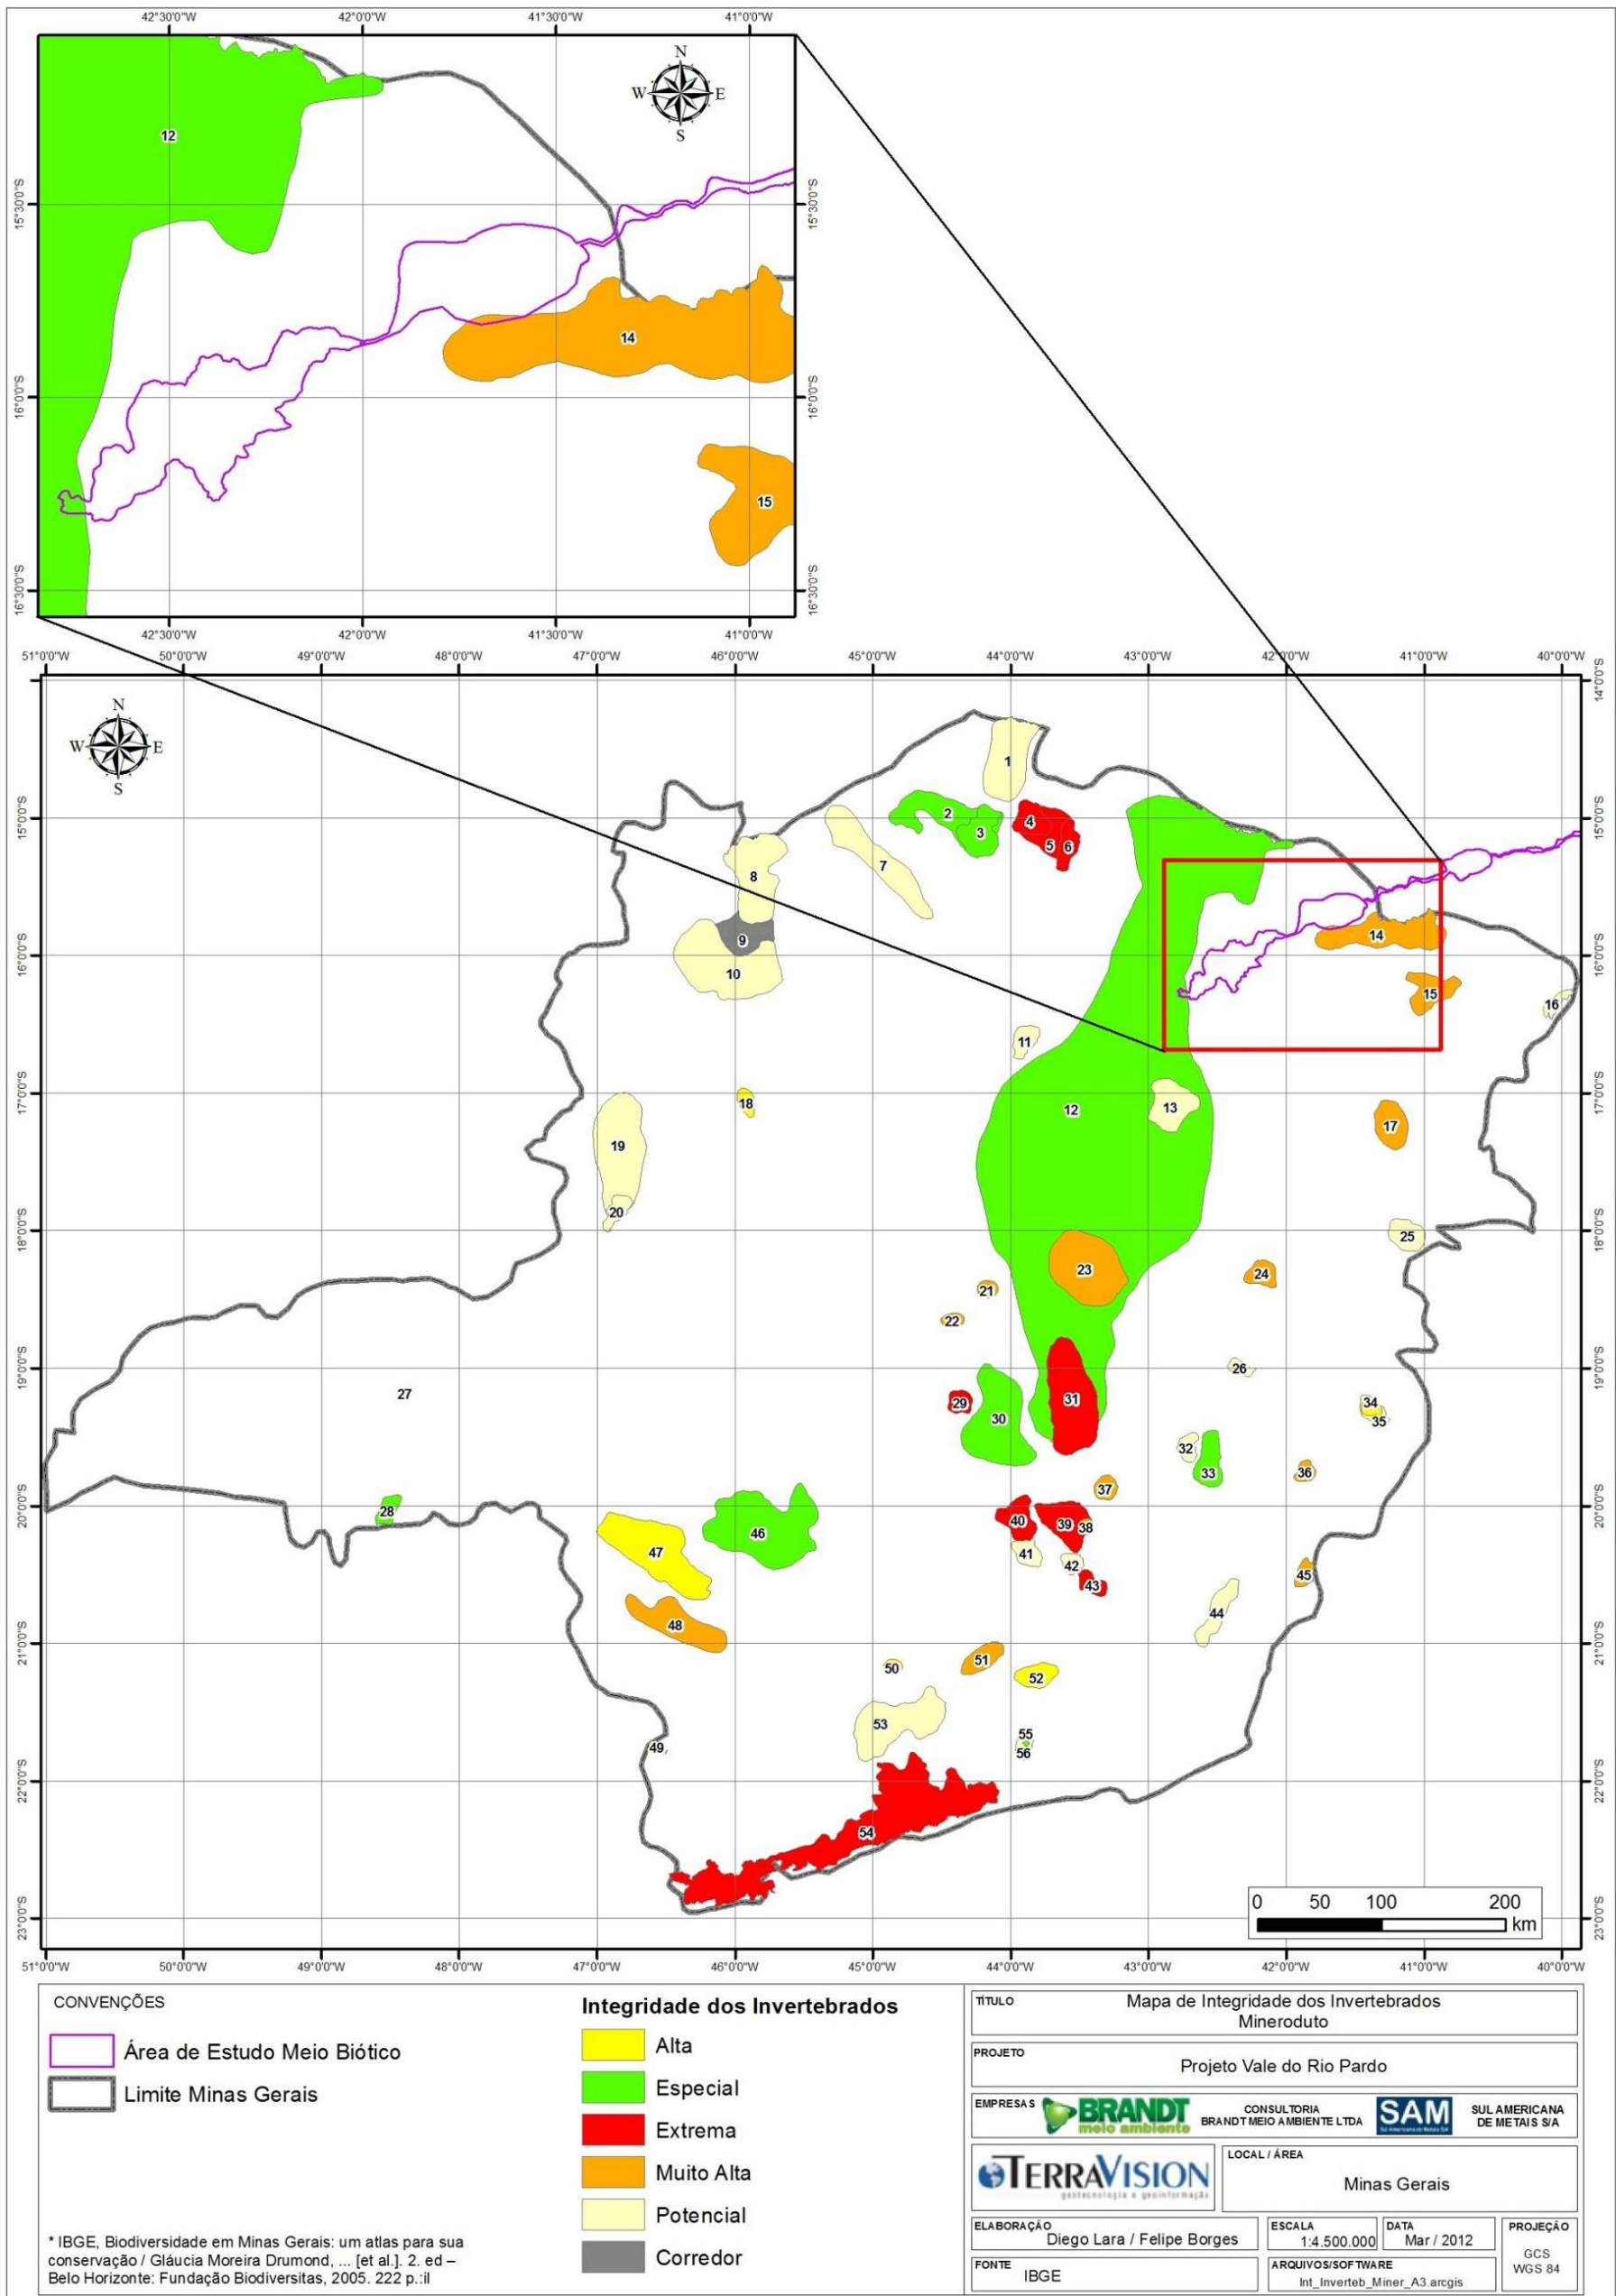 42°30'0"W 42°0'0"W 41°30'0"W 41°0'0"W
N
W E
S
12
15°30'0"S 15°30'0"S
14
16°0'0"S 16°0'0"S
15
16°30'0"S 16°30'0"S
42°30'0"W 42°0'0"W 41°30'0"W 41°0'0"W
51°0'0"W 50°0'0"W 49°0'0"W 48°0'0"W 47°0'0"W 46°0'0"W 45°0'0"W 44°0'0"W 43°0'0"W 42°0'0"W 41°0'0"W 40°0'0"W
14°0'0"S
N
W E
S
1
15°0'0"S 2 3 4 5 6 15°0'0"S
7
8
9
14
16°0'0"S 10 15 16 16°0'0"S
11
17°0'0"S 18 12 13 17°0'0"S
17
19
20
18°0'0"S 25 18°0'0"S
23 24
21
22
19°0'0"S 26 19°0'0"S
27
29 30 31 34
35
32 33
36
37
20°0'0"S 28 20°0'0"S
46 40 39 38
47 41 42
43 45
48 44
21°0'0"S 21°0'0"S
50 51 52
53
55
49 56
22°0'0"S 22°0'0"S
54
0 50 100 200
km
23°0'0"S 23°0'0"S
51°0'0"W 50°0'0"W 49°0'0"W 48°0'0"W 47°0'0"W 46°0'0"W 45°0'0"W 44°0'0"W 43°0'0"W 42°0'0"W 41°0'0"W 40°0'0"W
CONVENÇÕES
Área de Estudo Meio Biótico
Limite Minas Gerais
* IBGE, Biodiversidade em Minas Gerais: um atlas para sua
conservação / Gláucia Moreira Drumond, ... [et al.]. 2. ed –
Belo Horizonte: Fundação Biodiversitas, 2005. 222 p.:il
Integridade dos Invertebrados
Alta
Especial
Extrema
Muito Alta
Potencial
Corredor
TÍTULO
Mapa de Integridade dos Invertebrados
Mineroduto
PROJETO
Projeto Vale do Rio Pardo
EMPRESAS
BRANDT
meio ambiente
CONSULTORIA
BRANDT MEIO AMBIENTE LTDA
SAM
SUL AMERICANA
DE METAIS S/A
TERRAVISION
geotecnologia e geoinformação
LOCAL / ÁREA
Minas Gerais
ELABORAÇÃO
Diego Lara / Felipe Borges
ESCALA
1:4.500.000
DATA
Mar / 2012
PROJEÇÃO
GCS
WGS 84
FONTE
IBGE
ARQUIVOS/SOFTWARE
Int_Inverteb_Miner_A3.arcgis